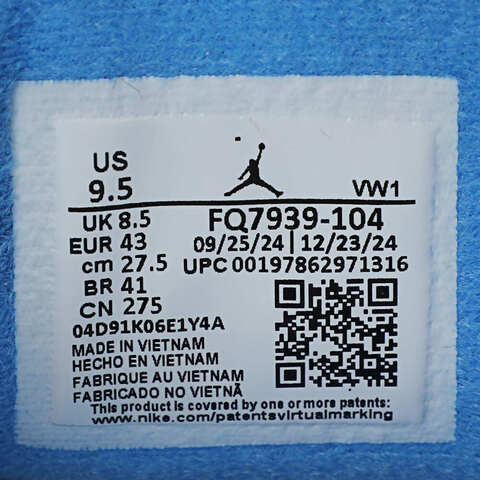 US
9.5
VW1
UK 8.5
FQ7939-104
EUR 43
09/25/24 | 12/23/24
cm 27.5
UPC 00197862971316
BR 41
CN 275
04D91K06E1Y4A
MADE IN VIETNAM
HECHO EN VIETNAM
FABRIQUE AU VIETNAM
FABRICADO NO VIETNÃ
This product is covered by one or more patents:
www.nike.com/patentsvirtualmarking